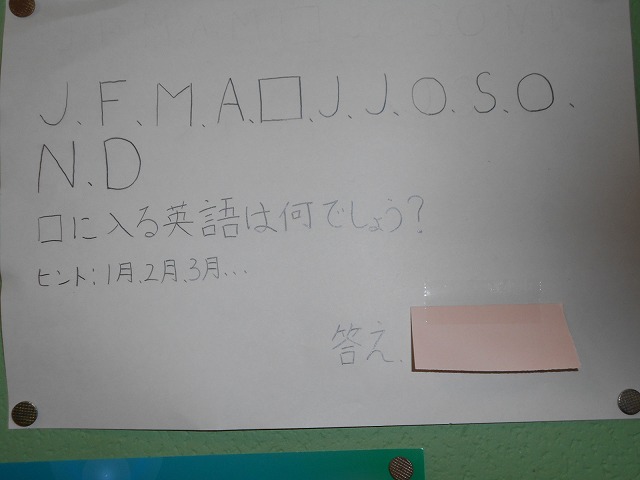 J、F、M、A、□、J、J、O、S、O、
N、D
□に入る英語は何でしょう?
ヒント:1月、2月、3月...
答え.